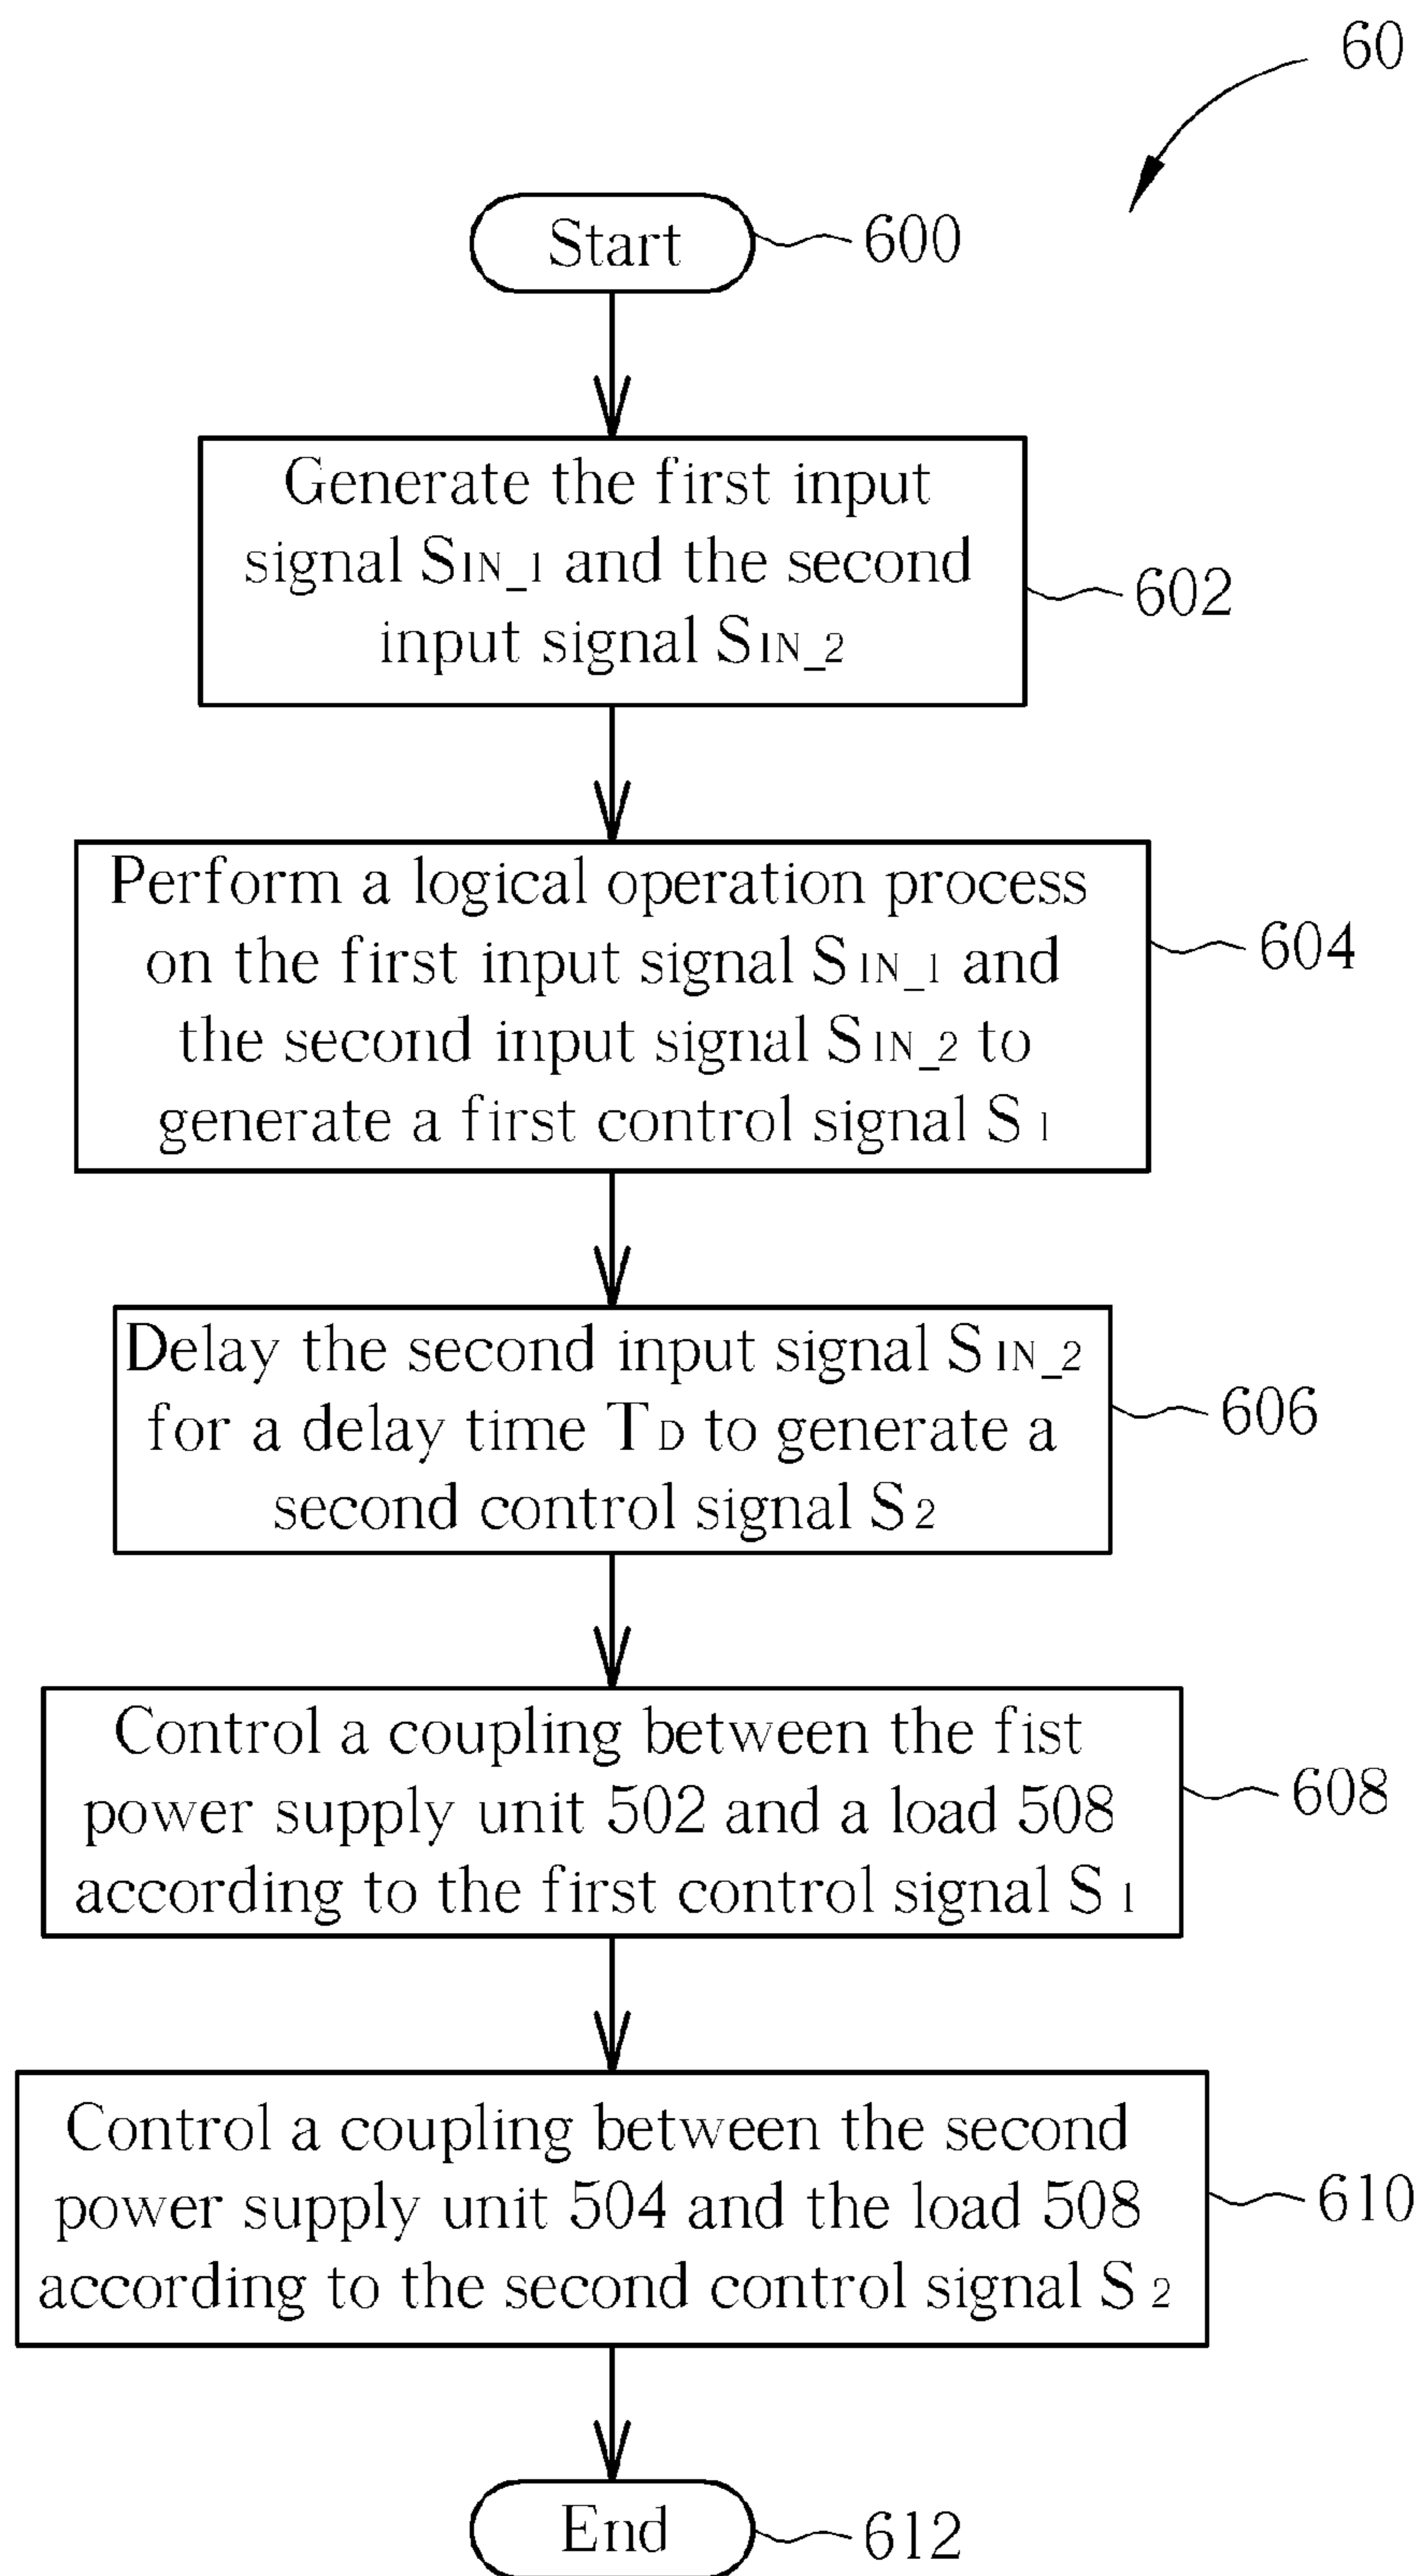 60
Start
600
Generate the first input
signal SIN_1 and the second
input signal SIN_2
602
Perform a logical operation process
on the first input signal SIN_1 and
the second input signal SIN_2 to
generate a first control signal S1
604
Delay the second input signal SIN_2
for a delay time TD to generate a
second control signal S2
606
Control a coupling between the fist
power supply unit 502 and a load 508
according to the first control signal S1
608
Control a coupling between the second
power supply unit 504 and the load 508
according to the second control signal S2
610
End
612